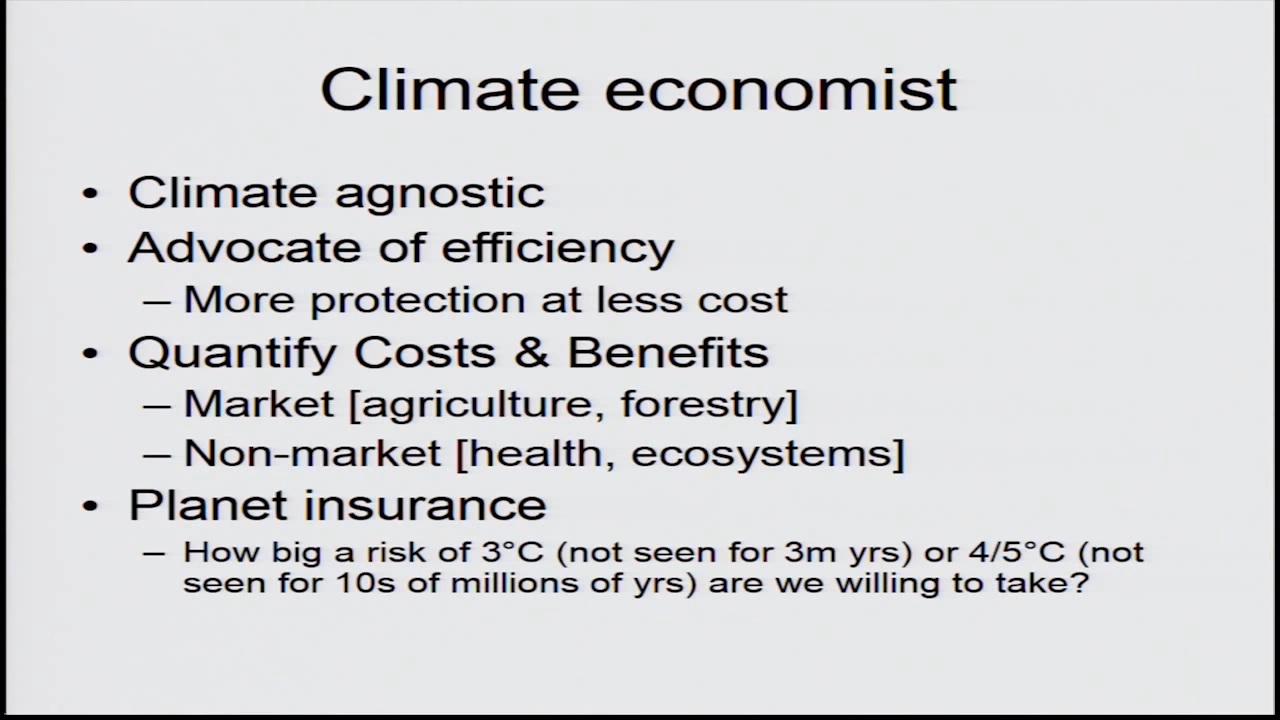 Climate economist
• Climate agnostic
• Advocate of efficiency
– More protection at less cost
• Quantify Costs & Benefits
– Market [agriculture, forestry]
– Non-market [health, ecosystems]
• Planet insurance
– How big a risk of 3°C (not seen for 3m yrs) or 4/5°C (not
seen for 10s of millions of yrs) are we willing to take?